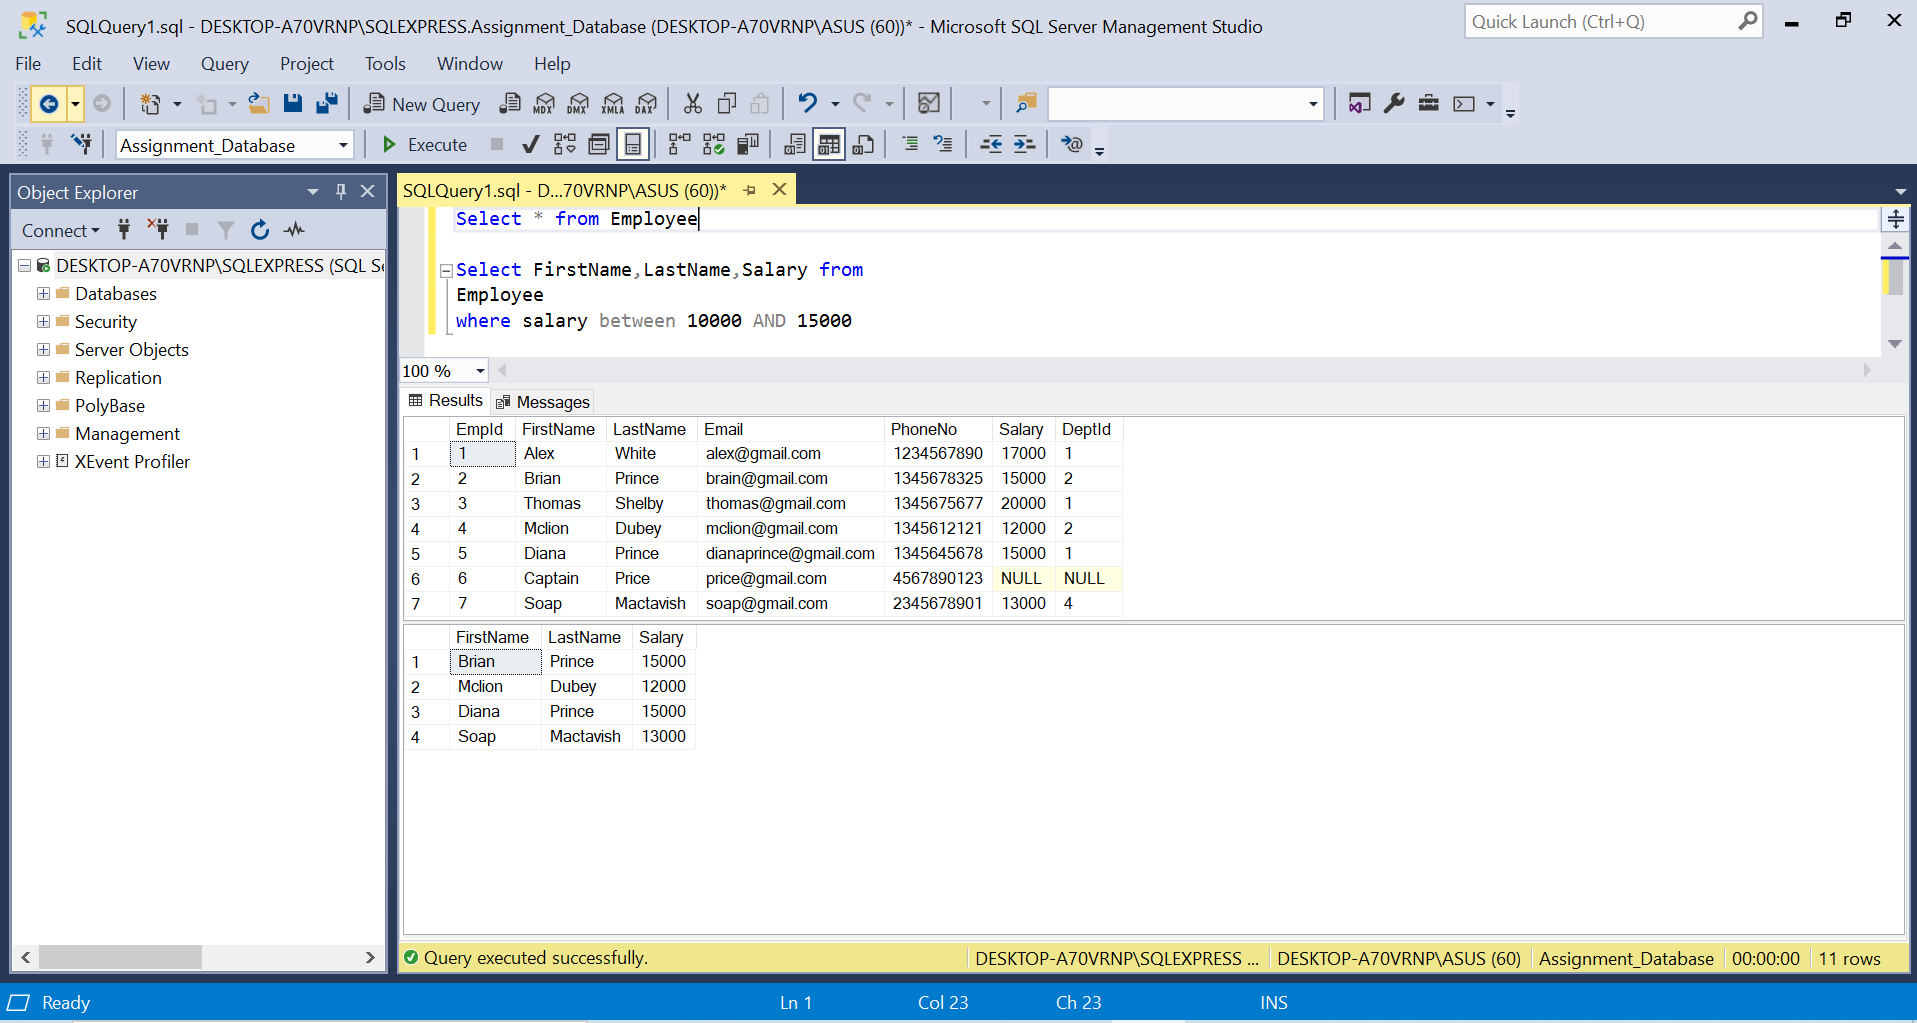 SQLQuery1.sql - DESKTOP-A70VRNP\SQLEXPRESS.Assignment_Database (DESKTOP-A70VRNP\ASUS (60))* - Microsoft SQL Server Management Studio
Quick Launch (Ctrl+Q)
File Edit View Query Project Tools Window Help
New Query MDX DMX XMLA DAX
Assignment_Database Execute
Object Explorer
Connect
DESKTOP-A70VRNP\SQLEXPRESS (SQL Se
Databases
Security
Server Objects
Replication
PolyBase
Management
XEvent Profiler
SQLQuery1.sql - D...70VRNP\ASUS (60))*
Select * from Employee
Select FirstName,LastName,Salary from
Employee
where salary between 10000 AND 15000
100 %
Results Messages
EmpId FirstName LastName Email PhoneNo Salary DeptId
1 1 Alex White alex@gmail.com 1234567890 17000 1
2 2 Brian Prince brain@gmail.com 1345678325 15000 2
3 3 Thomas Shelby thomas@gmail.com 1345675677 20000 1
4 4 Mclion Dubey mclion@gmail.com 1345612121 12000 2
5 5 Diana Prince dianaprince@gmail.com 1345645678 15000 1
6 6 Captain Price price@gmail.com 4567890123 NULL NULL
7 7 Soap Mactavish soap@gmail.com 2345678901 13000 4
FirstName LastName Salary
1 Brian Prince 15000
2 Mclion Dubey 12000
3 Diana Prince 15000
4 Soap Mactavish 13000
Query executed successfully. DESKTOP-A70VRNP\SQLEXPRESS ... DESKTOP-A70VRNP\ASUS (60) Assignment_Database 00:00:00 11 rows
Ready Ln 1 Col 23 Ch 23 INS